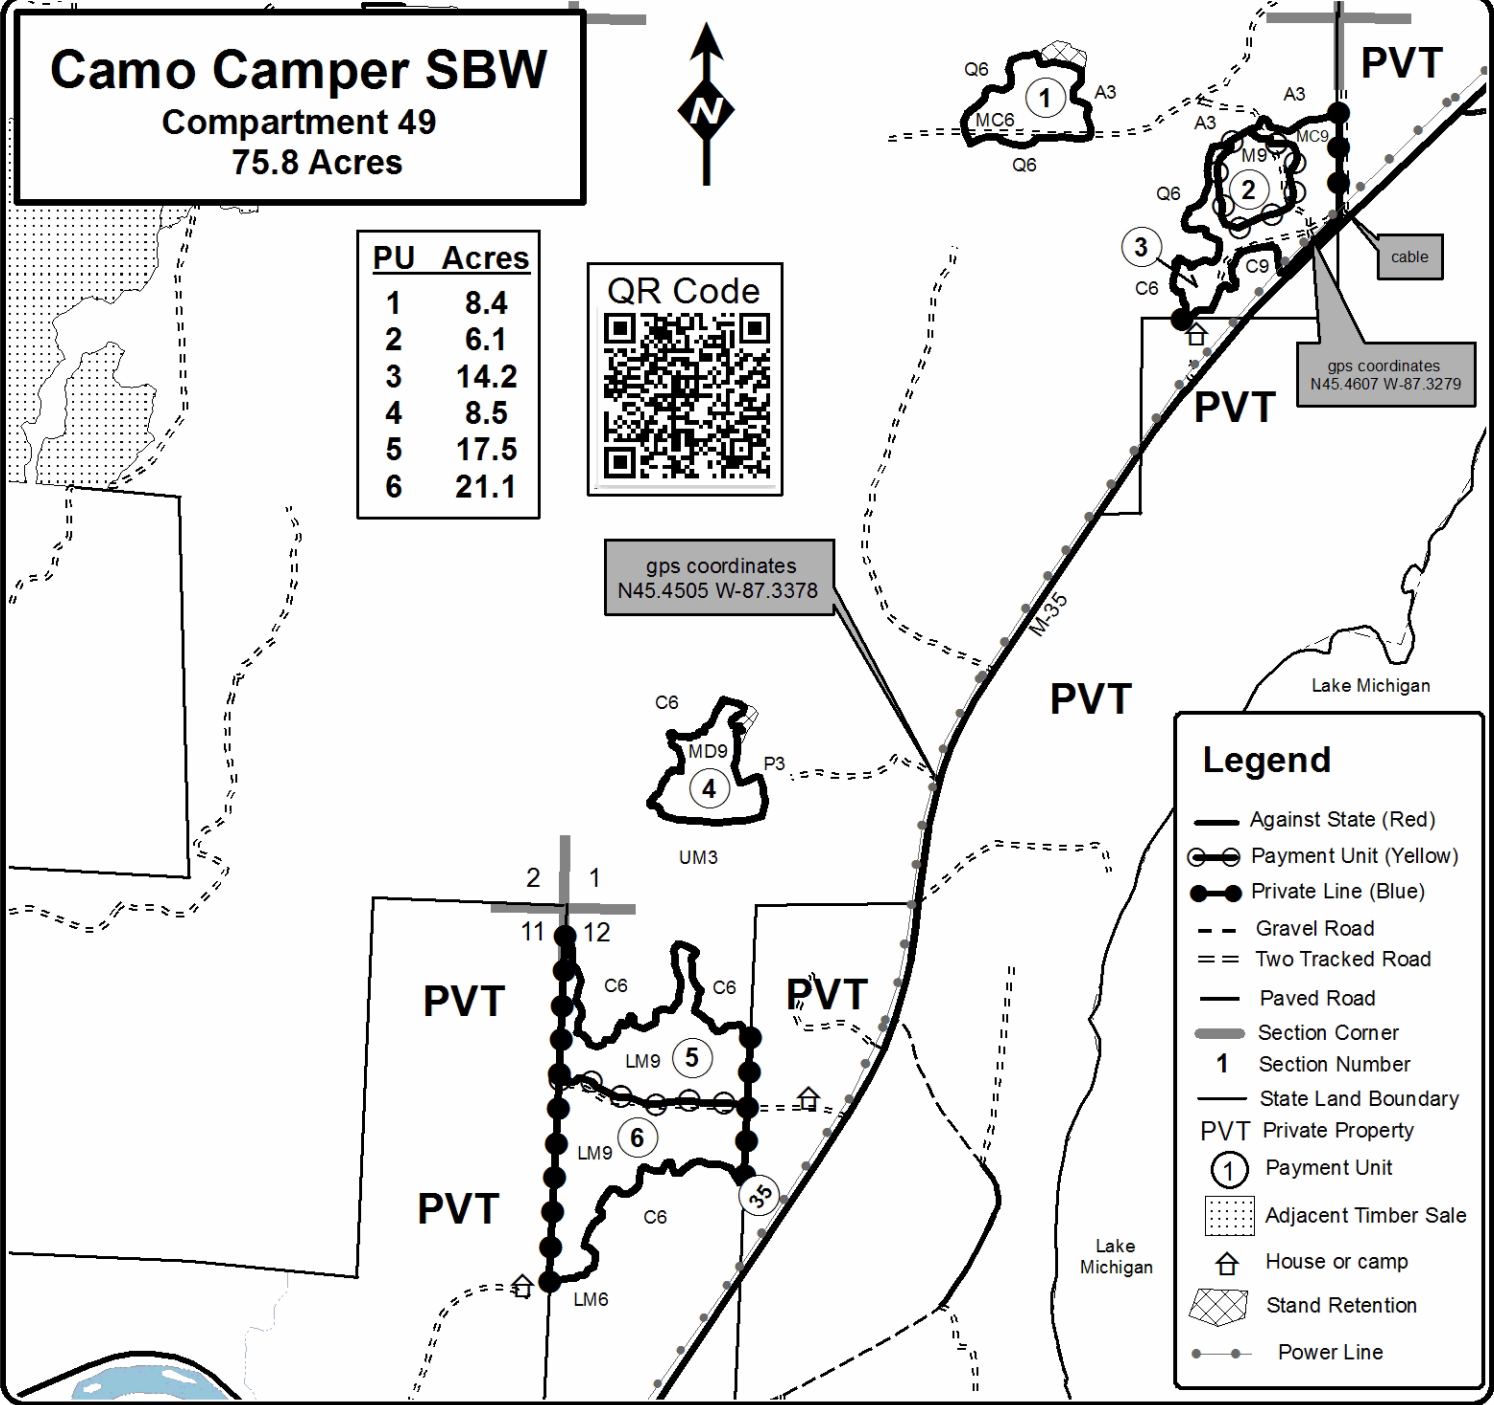 Camo Camper SBW
Compartment 49
75.8 Acres
N
PU Acres
1 8.4
2 6.1
3 14.2
4 8.5
5 17.5
6 21.1
QR Code
Q6
1
A3
MC6
Q6
PVT
A3
A3
MC9
M9
2
Q6
3
C9
C6
cable
gps coordinates
N45.4607 W-87.3279
PVT
gps coordinates
N45.4505 W-87.3378
M-35
PVT
Lake Michigan
C6
MD9
4
P3
UM3
2 1
11 12
PVT
C6
C6
PVT
LM9
5
6
LM9
35
PVT
C6
LM6
Lake
Michigan
Legend
Against State (Red)
Payment Unit (Yellow)
Private Line (Blue)
Gravel Road
Two Tracked Road
Paved Road
Section Corner
1 Section Number
State Land Boundary
PVT Private Property
1 Payment Unit
Adjacent Timber Sale
House or camp
Stand Retention
Power Line